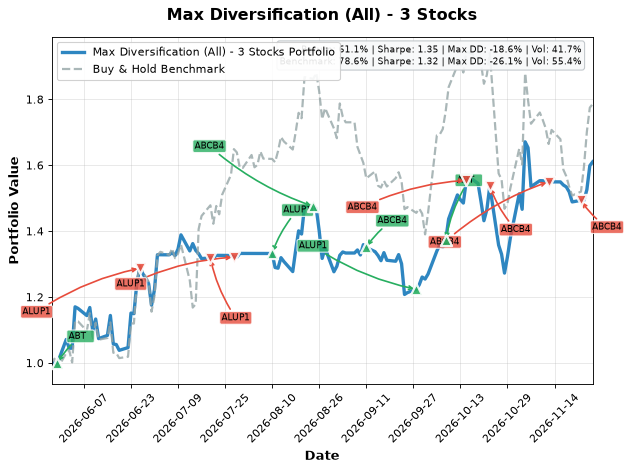 Max Diversification (All) - 3 Stocks
Max Diversification (All) - 3 Stocks Portfolio
Buy & Hold Benchmark
51.1% | Sharpe: 1.35 | Max DD: -18.6% | Vol: 41.7%
Benchmark: 78.6% | Sharpe: 1.32 | Max DD: -26.1% | Vol: 55.4%
Portfolio Value
1.8
1.6
1.4
1.2
1.0
ABCB4
ALUP1
ABCB4
ABCB4
ALUP1
ABCB4
ABCB4
ABCB4
ALUP1
ALUP1
ALUP1
ABT
2026-06-07
2026-06-23
2026-07-09
2026-07-25
2026-08-10
2026-08-26
2026-09-11
2026-09-27
2026-10-13
2026-10-29
2026-11-14
Date